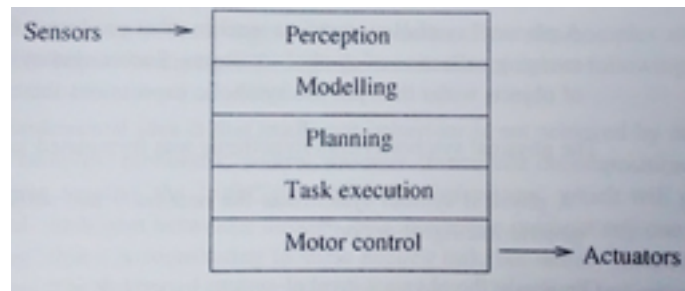 Sensors
Perception
Modelling
Planning
Task execution
Motor control
Actuators